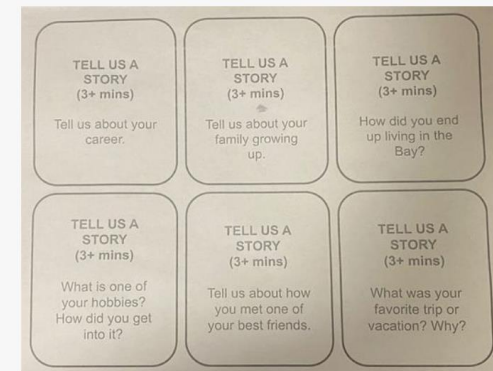 TELL US A
STORY
(3+ mins)
Tell us about your
career.
TELL US A
STORY
(3+ mins)
Tell us about your
family growing
up.
TELL US A
STORY
(3+ mins)
How did you end
up living in the
Bay?
TELL US A
STORY
(3+ mins)
What is one of
your hobbies?
How did you get
into it?
TELL US A
STORY
(3+ mins)
Tell us about how
you met one of
your best friends.
TELL US A
STORY
(3+ mins)
What was your
favorite trip or
vacation? Why?